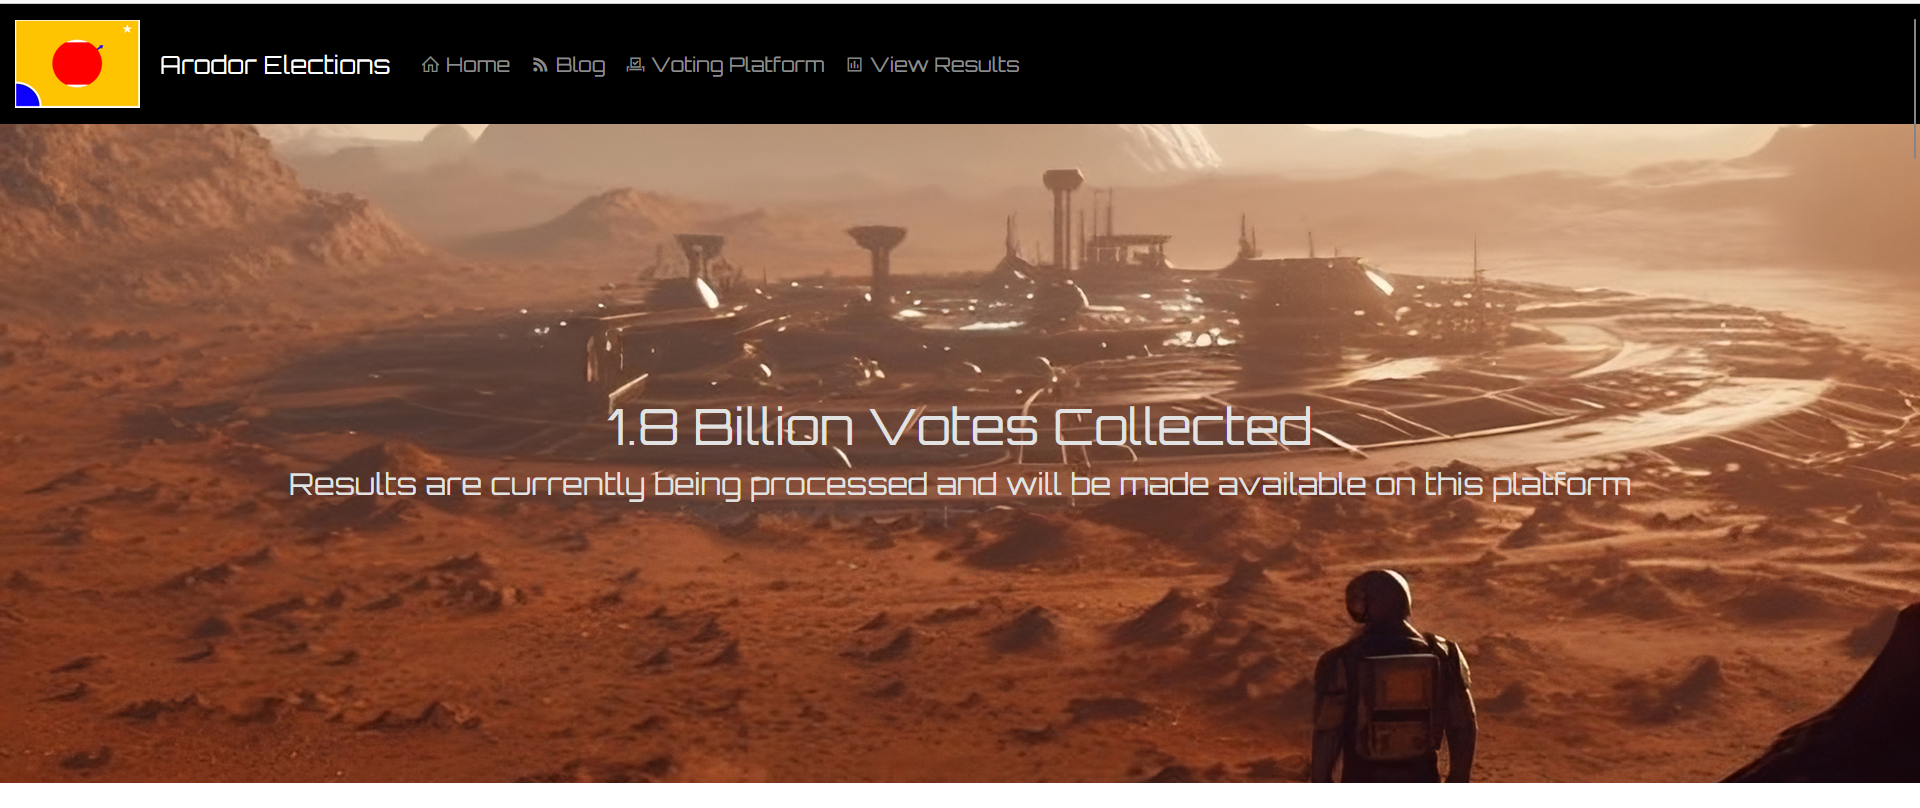 Arodor Elections Home Blog Voting Platform View Results
1.8 Billion Votes Collected
Results are currently being processed and will be made available on this platform